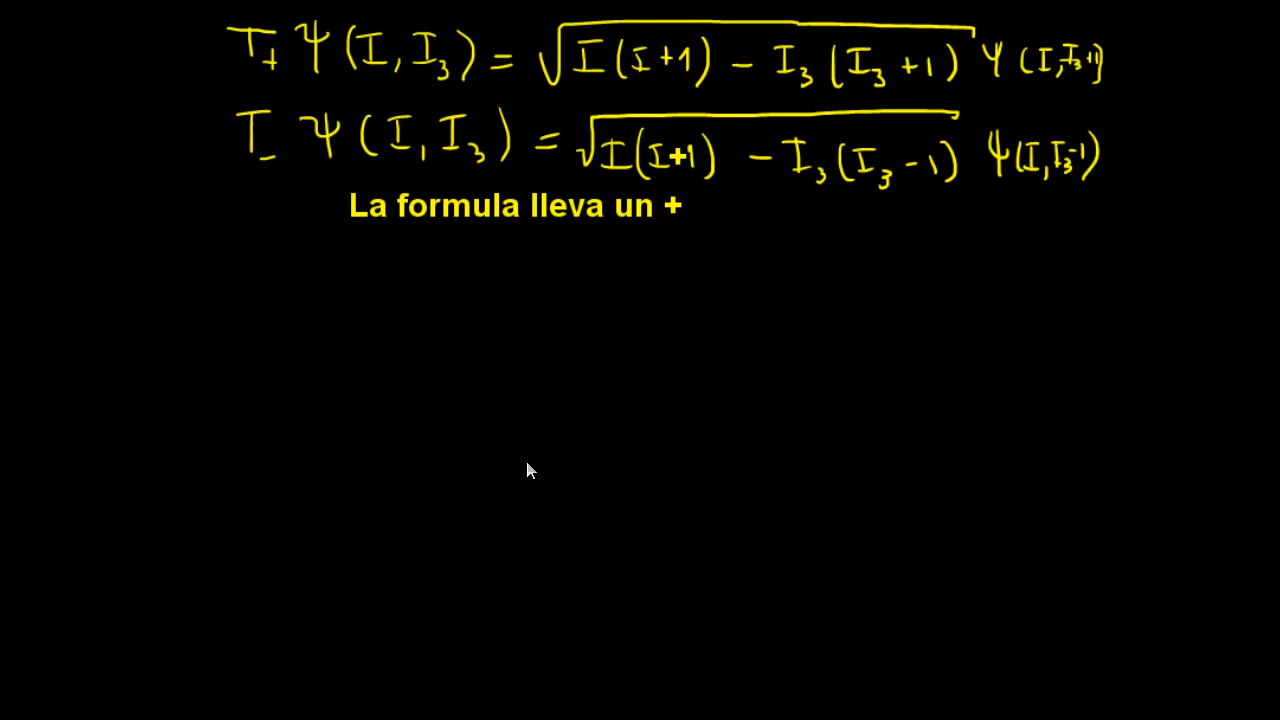 T₊ Ψ(I, I₃) = √(I(I+1) − I₃(I₃+1)) Ψ(I, I₃+1)
T₋ Ψ(I, I₃) = √(I(I+1) − I₃(I₃−1)) Ψ(I, I₃−1)
La formula lleva un +